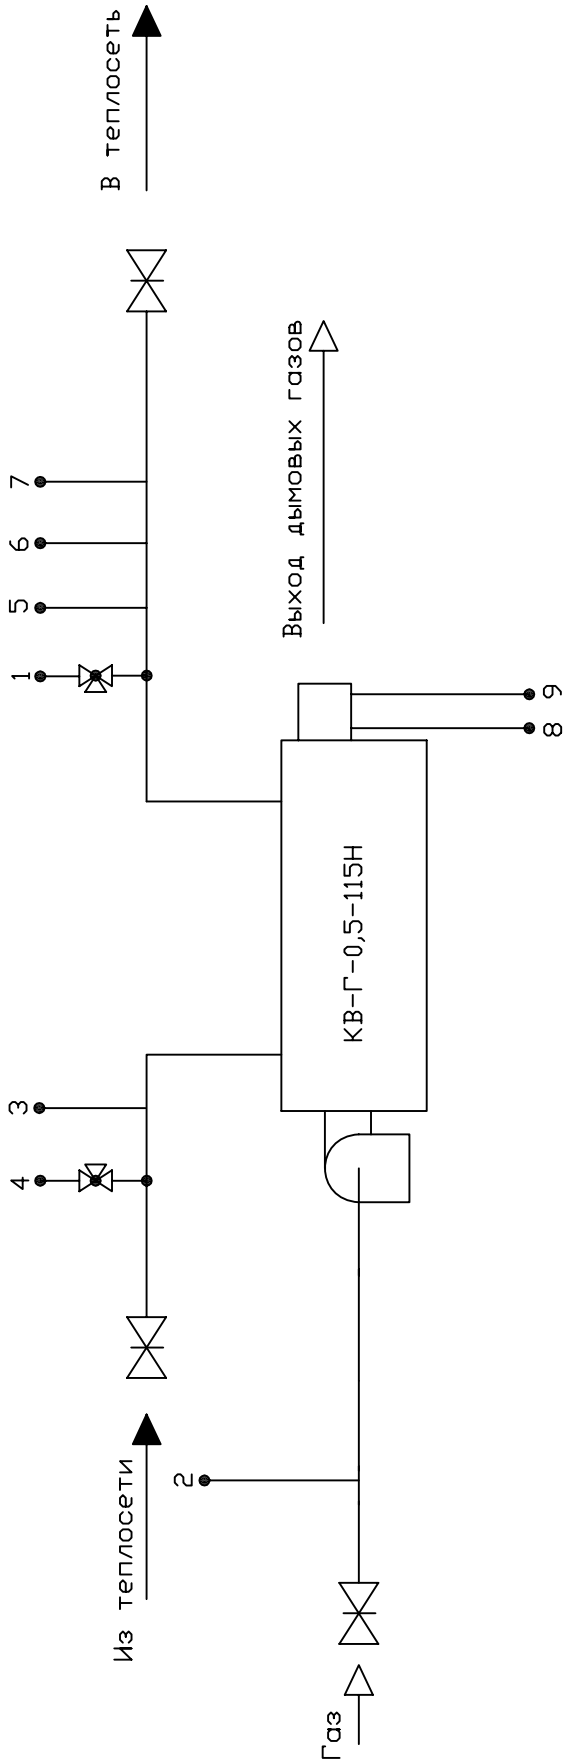 Газ
Из теплосети
В теплосеть
Выход дымовых газов
КВ-Г-0,5-115Н
4
3
1
5
6
7
2
8
9